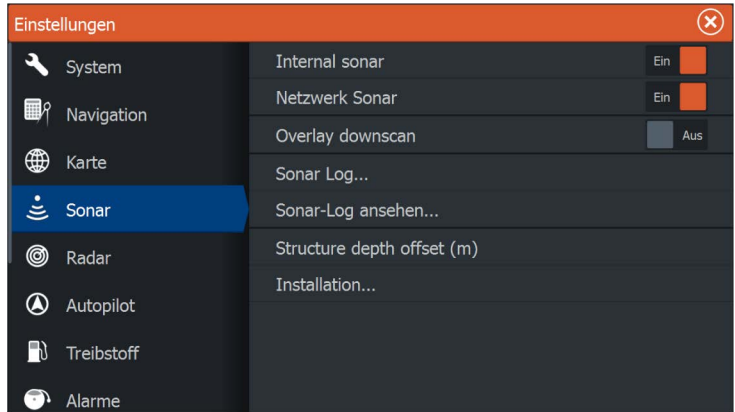 Einstellungen
System
Navigation
Karte
Sonar
Radar
Autopilot
Treibstoff
Alarme
Internal sonar Ein
Netzwerk Sonar Ein
Overlay downscan Aus
Sonar Log...
Sonar-Log ansehen...
Structure depth offset (m)
Installation...